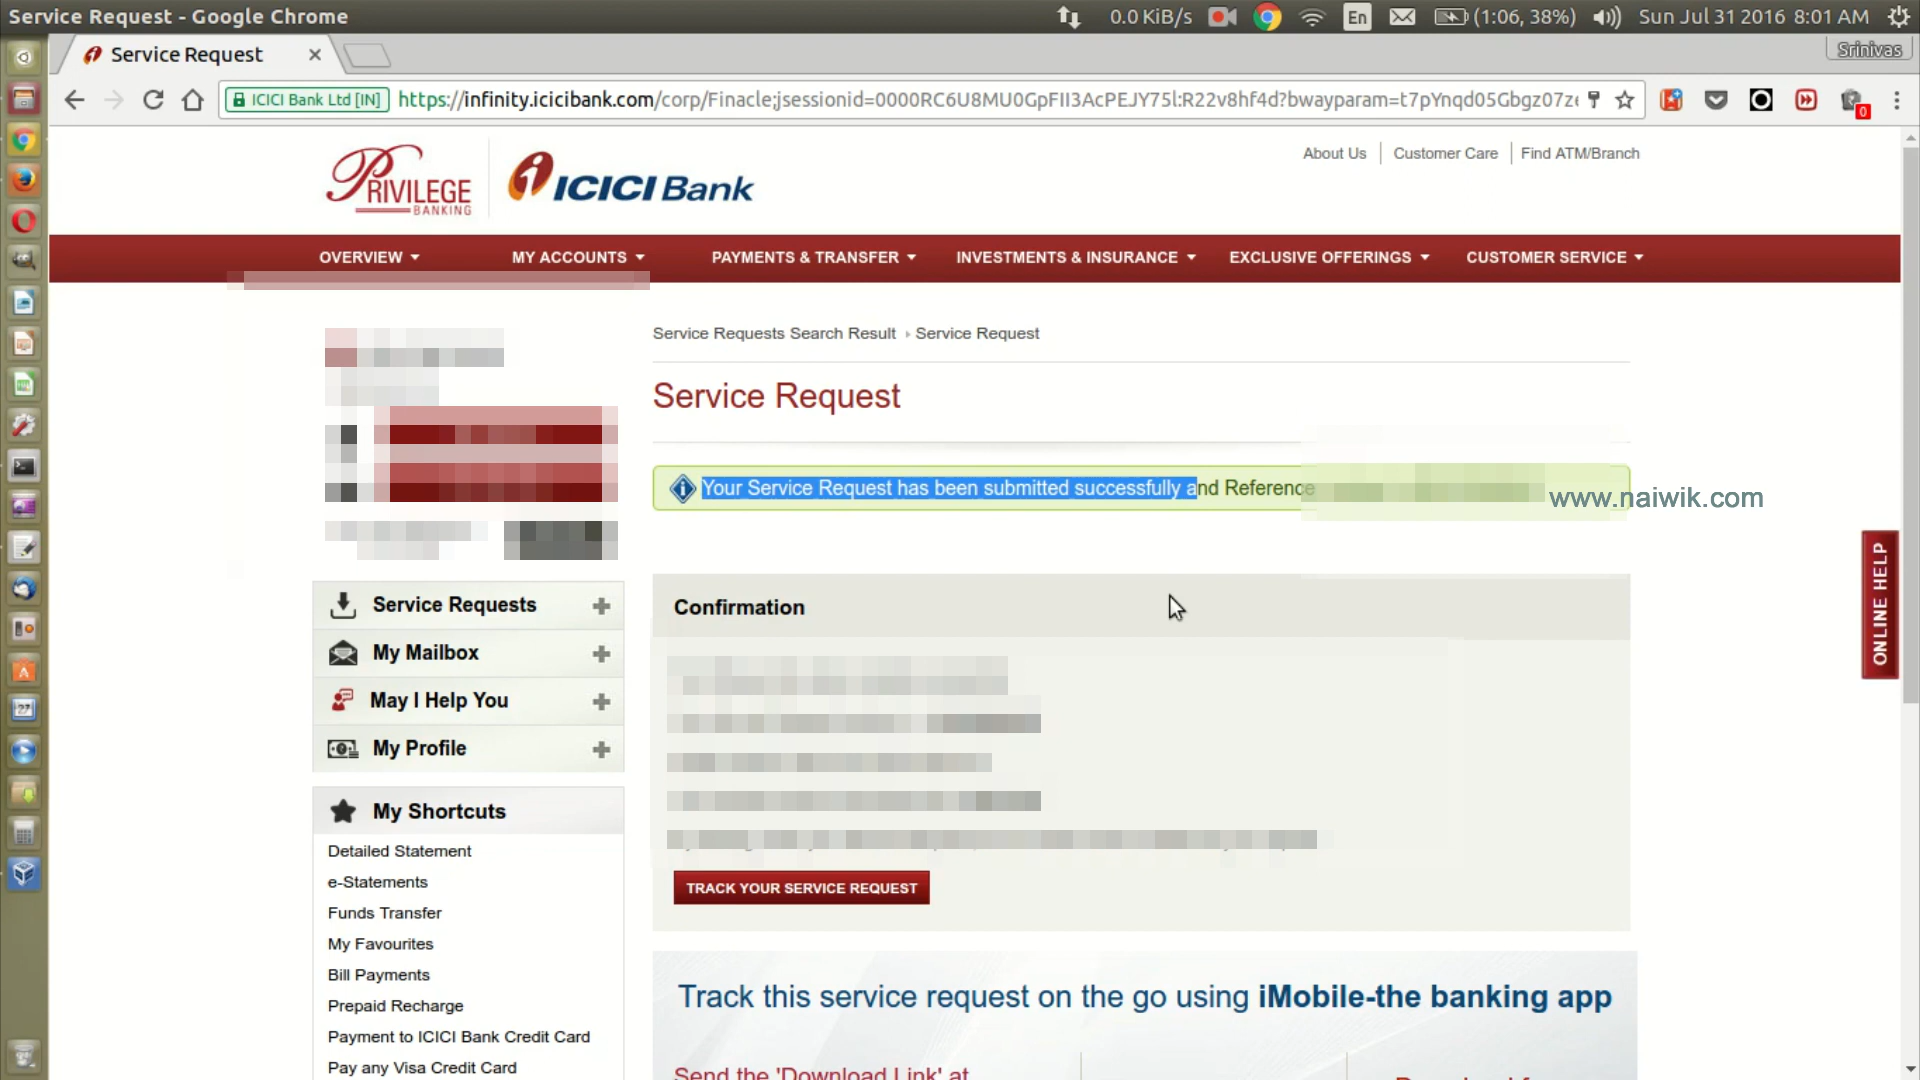 Service Request - Google Chrome
0.0 KiB/s
En
(1:06, 38%)
Sun Jul 31 2016 8:01 AM
Service Request
Srinivas
ICICI Bank Ltd [IN]
https://infinity.icicibank.com/corp/Finacle;jsessionid=0000RC6U8MU0GpFII3AcPEJY75l:R22v8hf4d?bwayparam=t7pYnqd05Gbgz07z
0
PRIVILEGE
BANKING
ICICI Bank
About Us
Customer Care
Find ATM/Branch
OVERVIEW
MY ACCOUNTS
PAYMENTS & TRANSFER
INVESTMENTS & INSURANCE
EXCLUSIVE OFFERINGS
CUSTOMER SERVICE
Service Requests Search Result
Service Request
Service Request
Your Service Request has been submitted successfully and Reference
www.naiwik.com
Service Requests
My Mailbox
May I Help You
My Profile
My Shortcuts
Detailed Statement
e-Statements
Funds Transfer
My Favourites
Bill Payments
Prepaid Recharge
Payment to ICICI Bank Credit Card
Pay any Visa Credit Card
Confirmation
TRACK YOUR SERVICE REQUEST
ONLINE HELP
Track this service request on the go using iMobile-the banking app
Send the 'Download Link' at